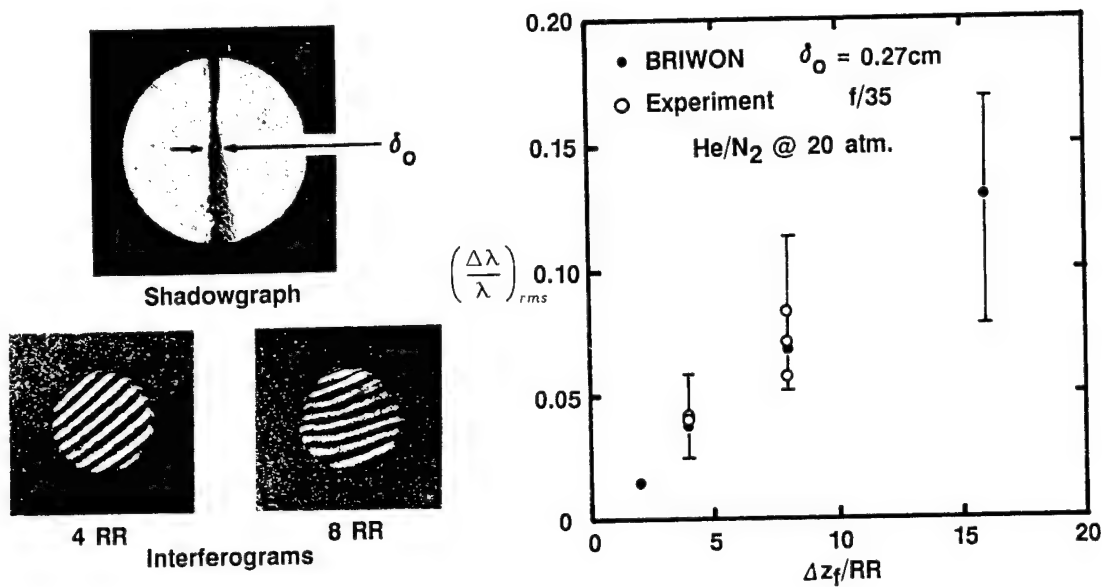 δo
Shadowgraph
4 RR
8 RR
Interferograms
(Δλ/λ)rms
0.20
0.15
0.10
0.05
0
• BRIWON δo = 0.27cm
○ Experiment f/35
He/N2 @ 20 atm.
0 5 10 15 20
Δzf/RR